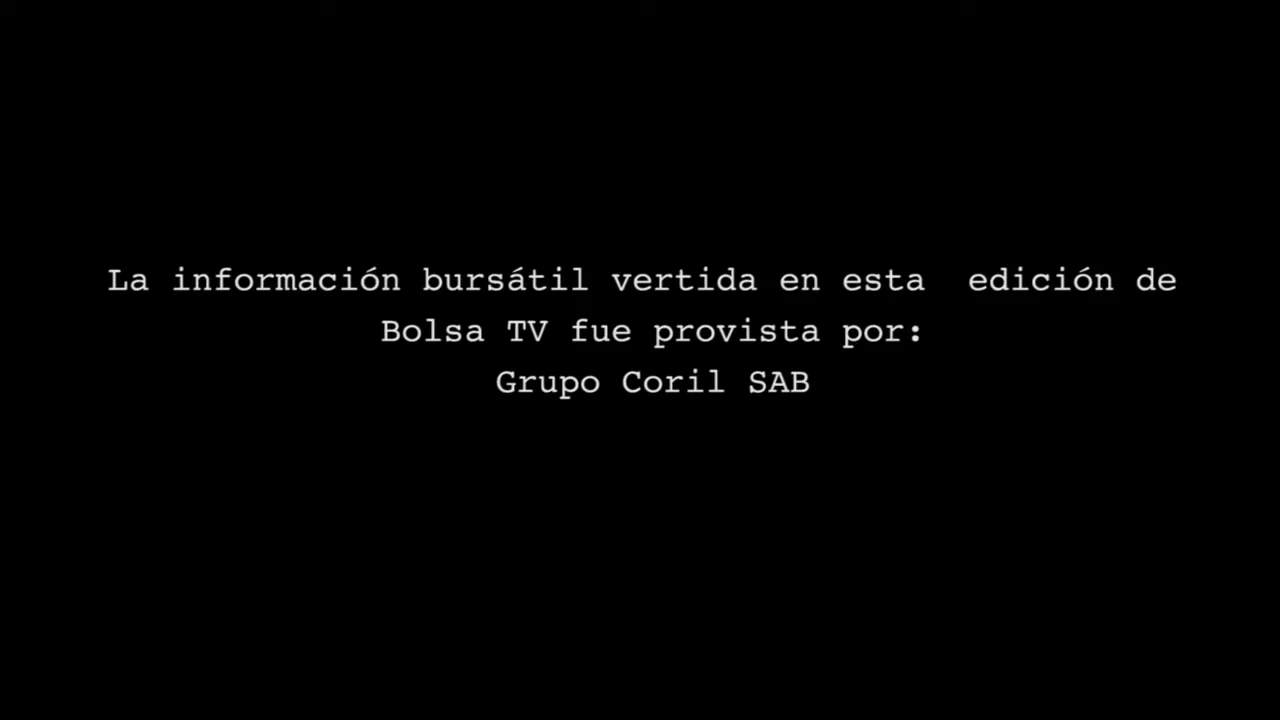 La información bursátil vertida en esta  edición de
Bolsa TV fue provista por:
Grupo Coril SAB